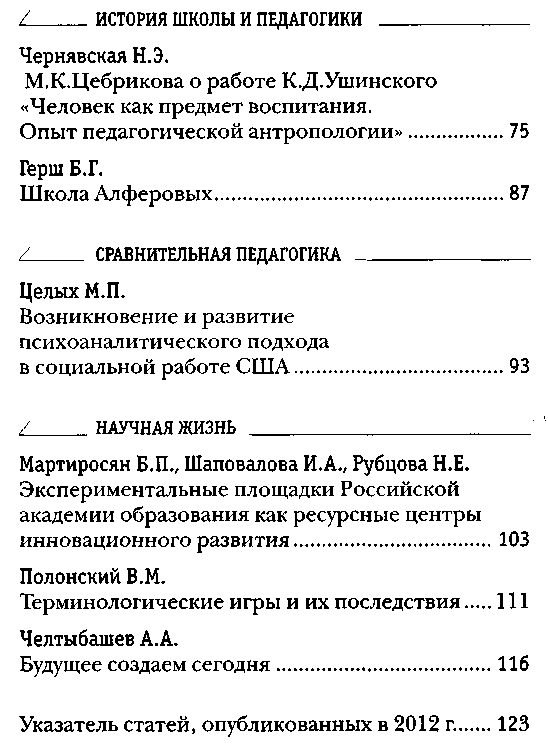 ИСТОРИЯ ШКОЛЫ И ПЕДАГОГИКИ
Чернявская Н.Э.
М.К.Цебрикова о работе К.Д.Ушинского
«Человек как предмет воспитания.
Опыт педагогической антропологии» ................. 75
Герш Б.Г.
Школа Алферовых.................................................. 87
СРАВНИТЕЛЬНАЯ ПЕДАГОГИКА
Целых М.П.
Возникновение и развитие
психоаналитического подхода
в социальной работе США.................................... 93
НАУЧНАЯ ЖИЗНЬ
Мартиросян Б.П., Шаповалова И.А., Рубцова Н.Е.
Экспериментальные площадки Российской
академии образования как ресурсные центры
инновационного развития.................................. 103
Полонский В.М.
Терминологические игры и их последствия..... 111
Челтыбашев А.А.
Будущее создаем сегодня ..................................... 116
Указатель статей, опубликованных в 2012 г....... 123